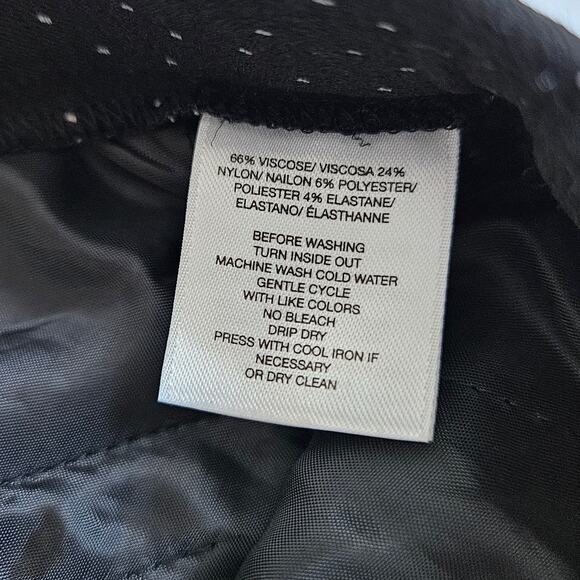 66% VISCOSE/ VISCOSA 24%
NYLON/ NAILON 6% POLYESTER/
POLIESTER 4% ELASTANE/
ELASTANO/ ÉLASTHANNE
BEFORE WASHING
TURN INSIDE OUT
MACHINE WASH COLD WATER
GENTLE CYCLE
WITH LIKE COLORS
NO BLEACH
DRIP DRY
PRESS WITH COOL IRON IF
NECESSARY
OR DRY CLEAN